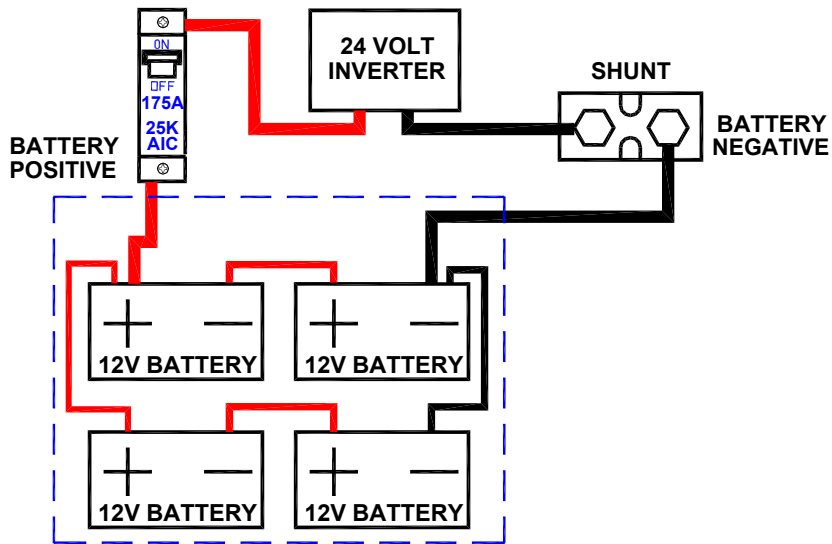 ON
OFF
175A
25K
AIC
24 VOLT
INVERTER
SHUNT
BATTERY
POSITIVE
BATTERY
NEGATIVE
+ − 12V BATTERY
+ − 12V BATTERY
+ − 12V BATTERY
+ − 12V BATTERY